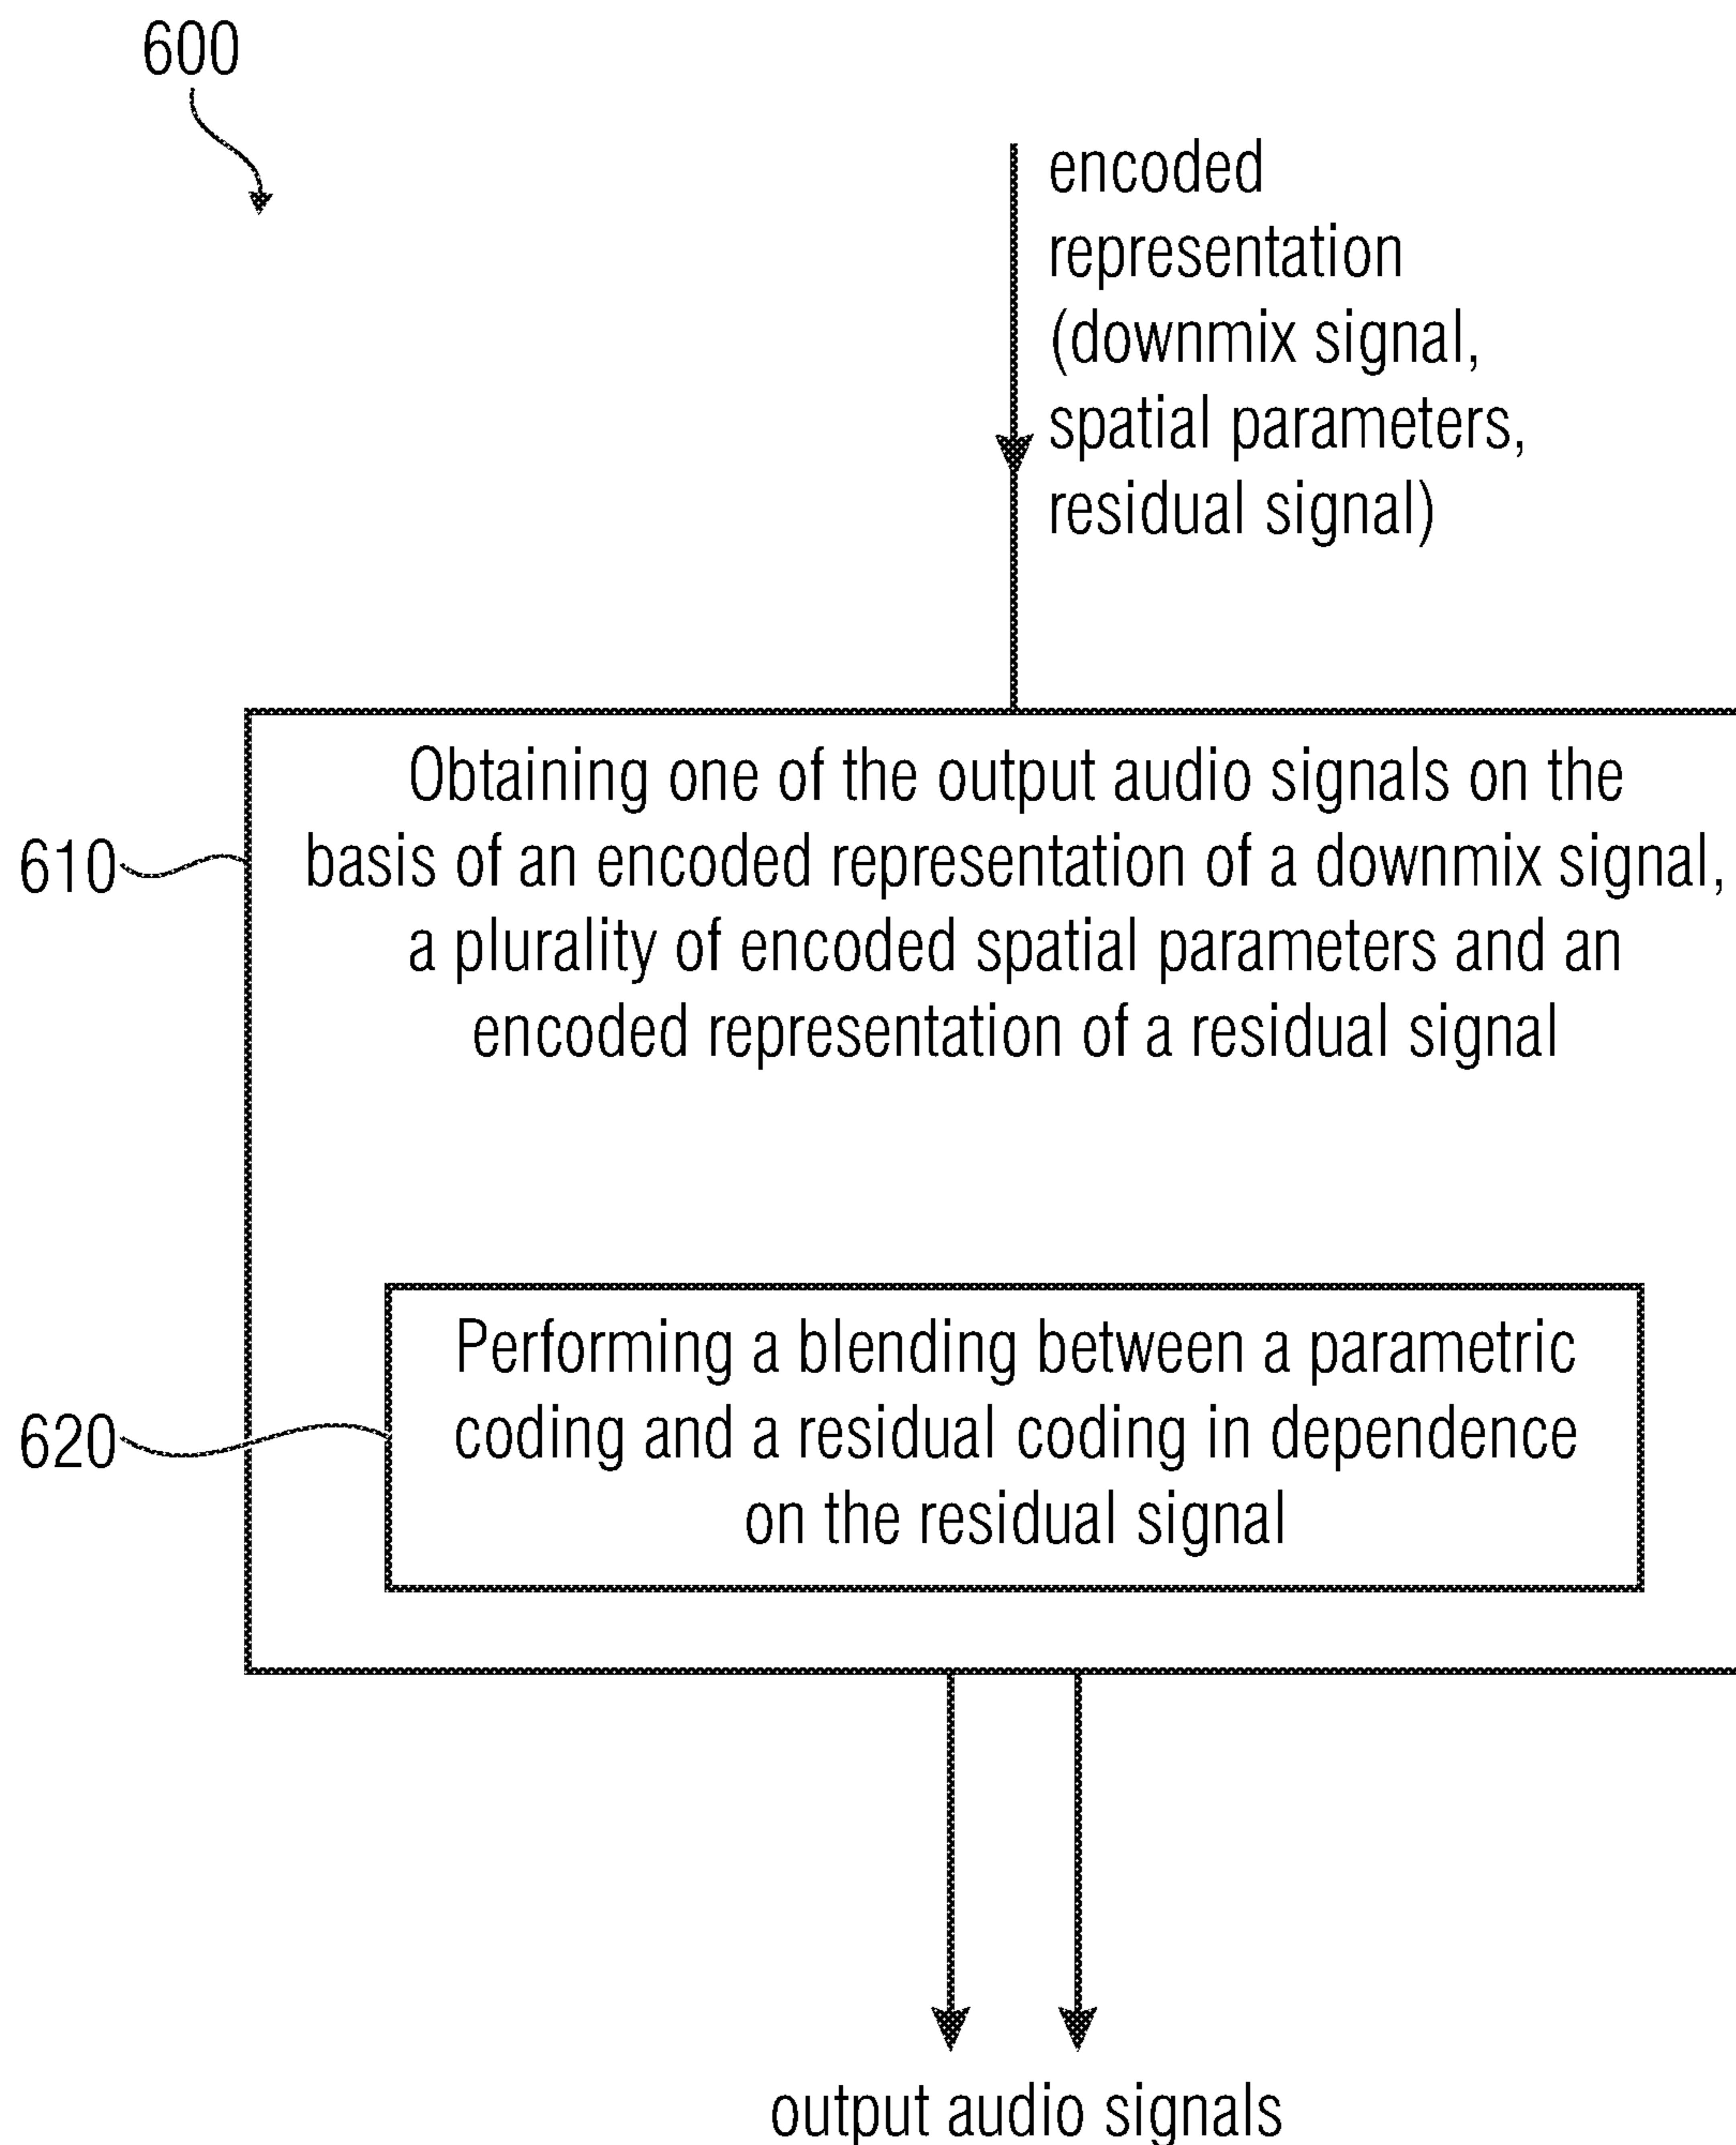 600
encoded
representation
(downmix signal,
spatial parameters,
residual signal)
Obtaining one of the output audio signals on the
basis of an encoded representation of a downmix signal,
a plurality of encoded spatial parameters and an
encoded representation of a residual signal
610
Performing a blending between a parametric
coding and a residual coding in dependence
on the residual signal
620
output audio signals